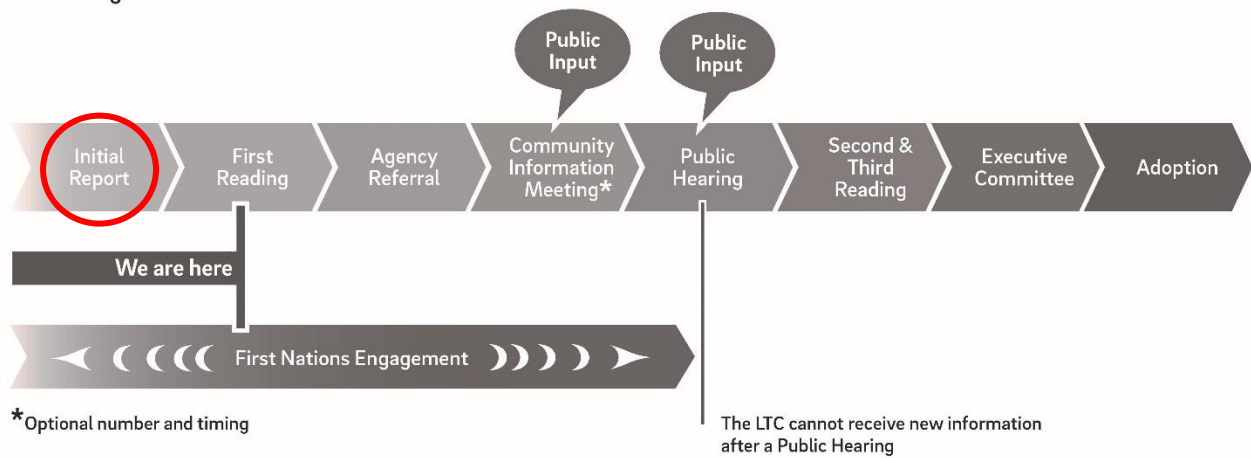 Public
Input
Public
Input
Initial
Report
First
Reading
Agency
Referral
Community
Information
Meeting*
Public
Hearing
Second &
Third
Reading
Executive
Committee
Adoption
We are here
First Nations Engagement
*Optional number and timing
The LTC cannot receive new information
after a Public Hearing